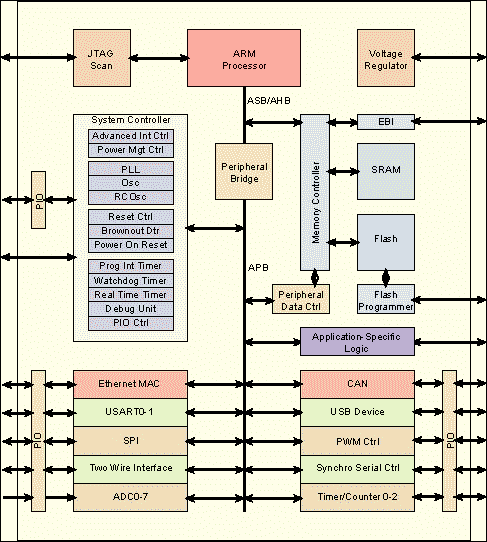 JTAG
Scan
ARM
Processor
Voltage
Regulator
ASB/AHB
System Controller
Advanced Int Ctrl
Power Mgt Ctrl
PLL
Osc
RC Osc
Reset Ctrl
Brownout Dtr
Power On Reset
Prog Int Timer
Watchdog Timer
Real Time Timer
Debug Unit
PIO Ctrl
PIO
Peripheral
Bridge
APB
Memory Controller
EBI
SRAM
Flash
Flash
Programmer
Peripheral
Data Ctrl
Application-Specific
Logic
PIO
Ethernet MAC
USART0-1
SPI
Two Wire Interface
ADC0-7
CAN
USB Device
PWM Ctrl
Synchro Serial Ctrl
Timer/Counter 0-2
PIO